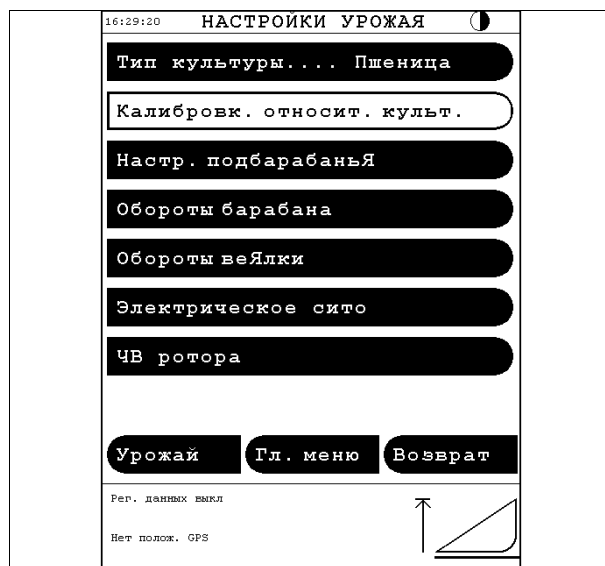 16:29:20 НАСТРОЙКИ УРОЖАЯ
Тип культуры.... Пшеница
Калибровк. относит. культ.
Настр. подбарабаньЯ
Обороты барабана
Обороты веЯлки
Электрическое сито
ЧВ ротора
Урожай Гл. меню Возврат
Рег. данных выкл
Нет полож. GPS